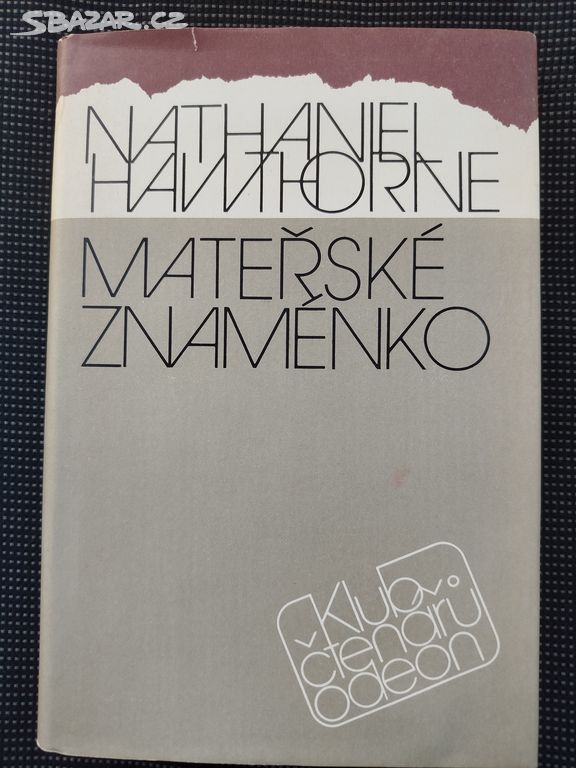 SBAZAR.CZ
NATHANIEL
HAWTHORNE
MATEŘSKÉ
ZNAMÉNKO
Klub
čtenářů
odeon